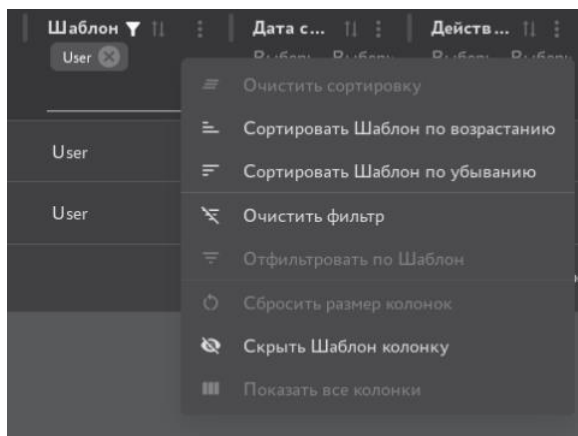 Шаблон
Дата с...
Действ...
User
User
User
Очистить сортировку
Сортировать Шаблон по возрастанию
Сортировать Шаблон по убыванию
Очистить фильтр
Отфильтровать по Шаблон
Сбросить размер колонок
Скрыть Шаблон колонку
Показать все колонки